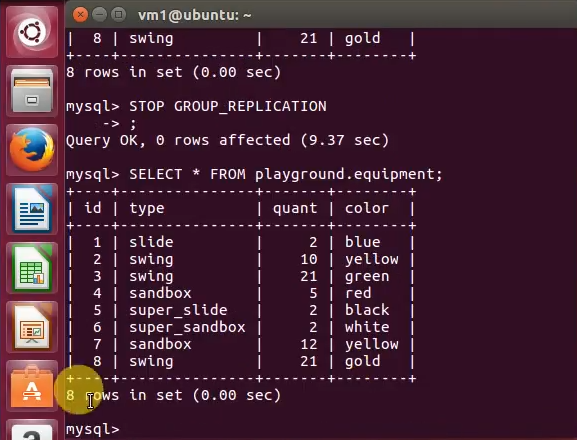 vm1@ubuntu: ~
|  8 | swing         |    21 | gold   |
+----+---------------+-------+--------+
8 rows in set (0.00 sec)
mysql> STOP GROUP_REPLICATION
    -> ;
Query OK, 0 rows affected (9.37 sec)
mysql> SELECT * FROM playground.equipment;
+----+---------------+-------+--------+
| id | type          | quant | color  |
+----+---------------+-------+--------+
|  1 | slide         |     2 | blue   |
|  2 | swing         |    10 | yellow |
|  3 | swing         |    21 | green  |
|  4 | sandbox       |     5 | red    |
|  5 | super_slide   |     2 | black  |
|  6 | super_sandbox |     2 | white  |
|  7 | sandbox       |    12 | yellow |
|  8 | swing         |    21 | gold   |
+----+---------------+-------+--------+
8 rows in set (0.00 sec)
mysql>